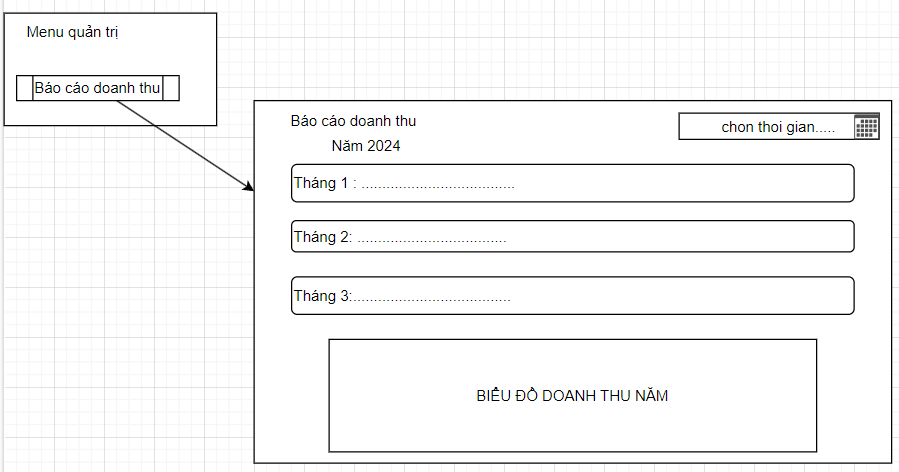 Menu quản trị
Báo cáo doanh thu
Báo cáo doanh thu
chon thoi gian.....
Năm 2024
Tháng 1 : .....................................
Tháng 2: ....................................
Tháng 3:......................................
BIỂU ĐỒ DOANH THU NĂM